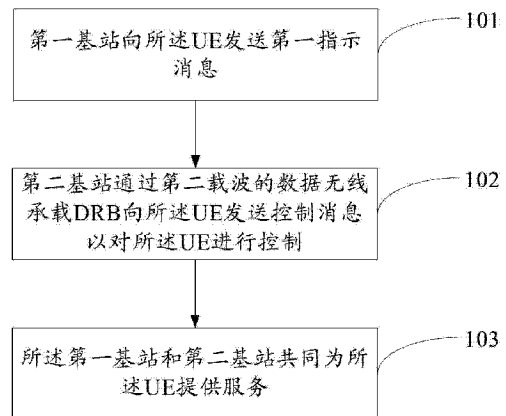 第一基站向所述UE发送第一指示
消息
101
第二基站通过第二载波的数据无线
承载DRB向所述UE发送控制消息
以对所述UE进行控制
102
所述第一基站和第二基站共同为所
述UE提供服务
103